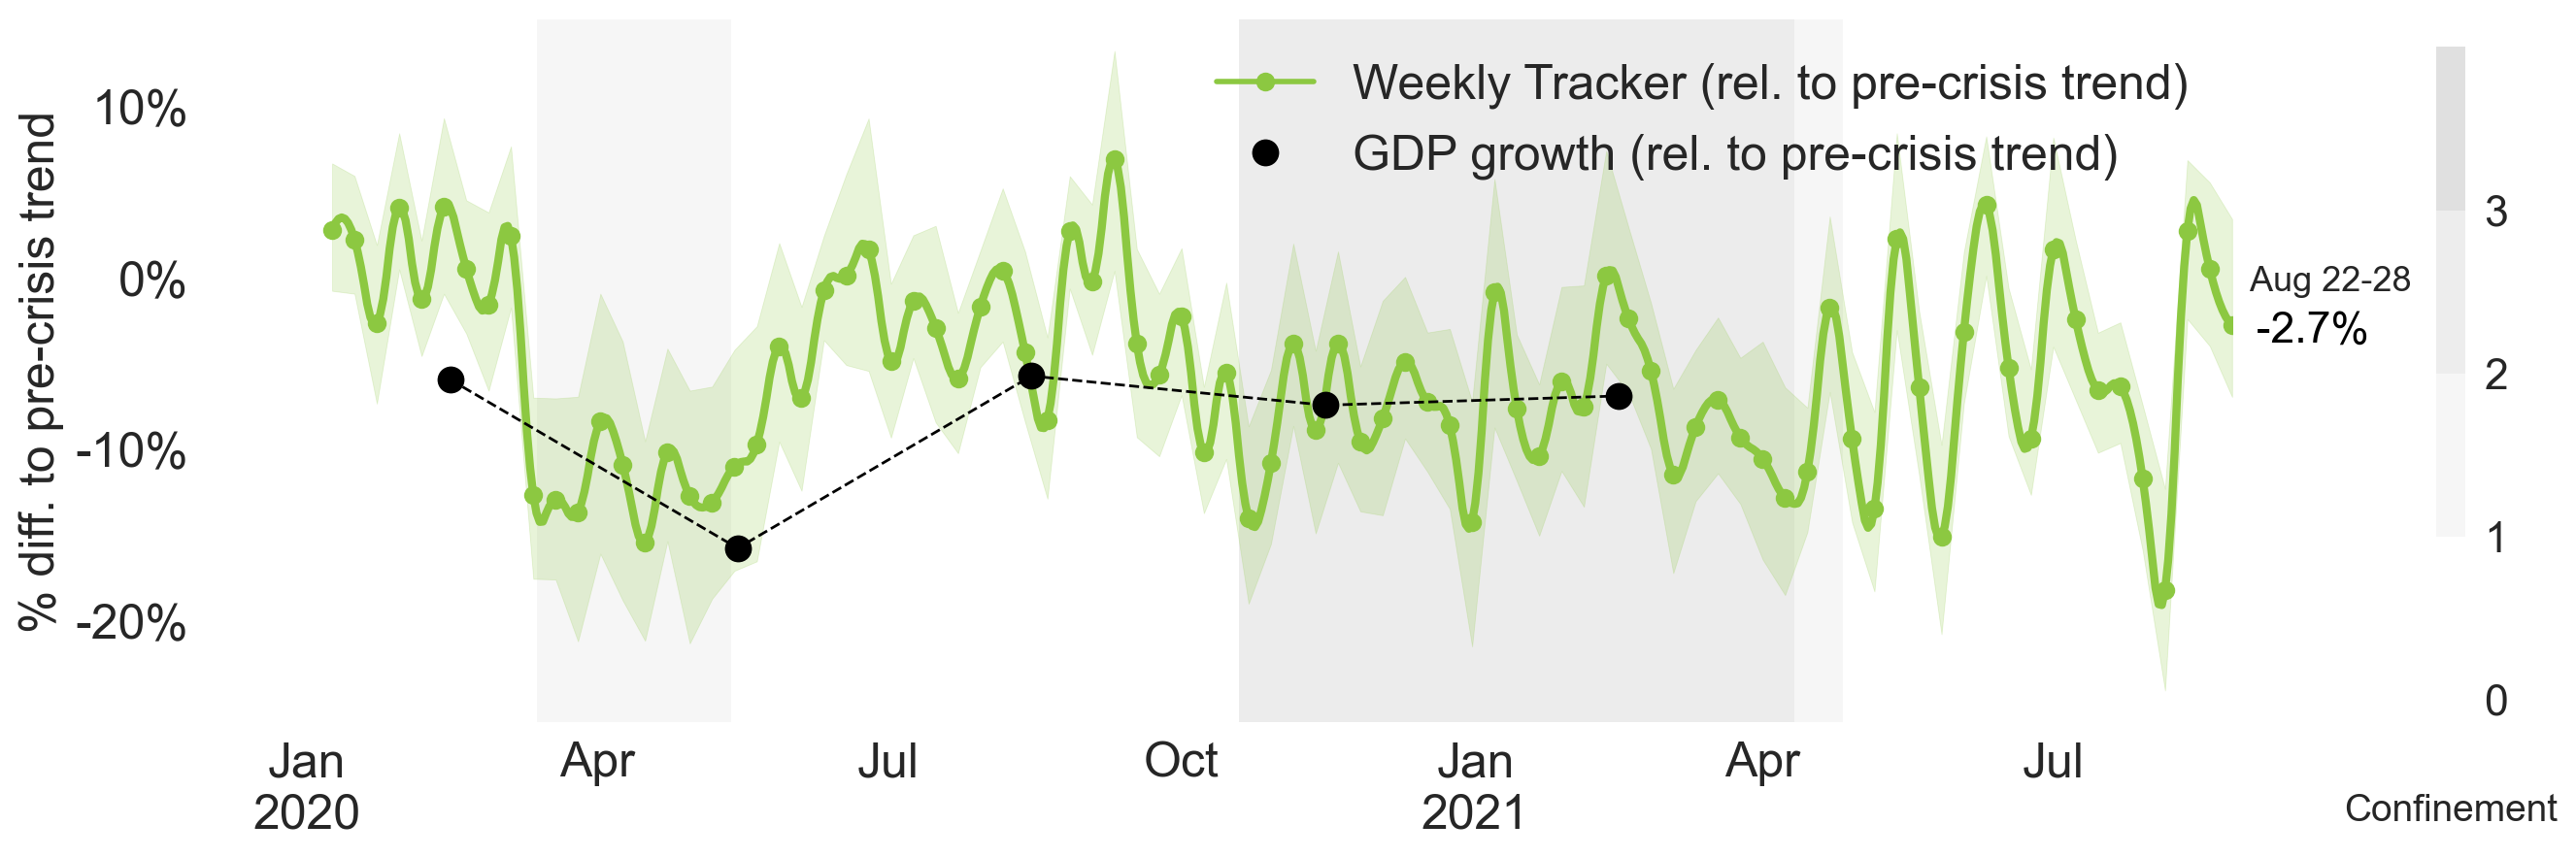 % diff. to pre-crisis trend
10%
0%
-10%
-20%
Weekly Tracker (rel. to pre-crisis trend)
GDP growth (rel. to pre-crisis trend)
Aug 22-28
-2.7%
3
2
1
0
Confinement
Jan Apr Jul Oct Jan Apr Jul
2020 2021